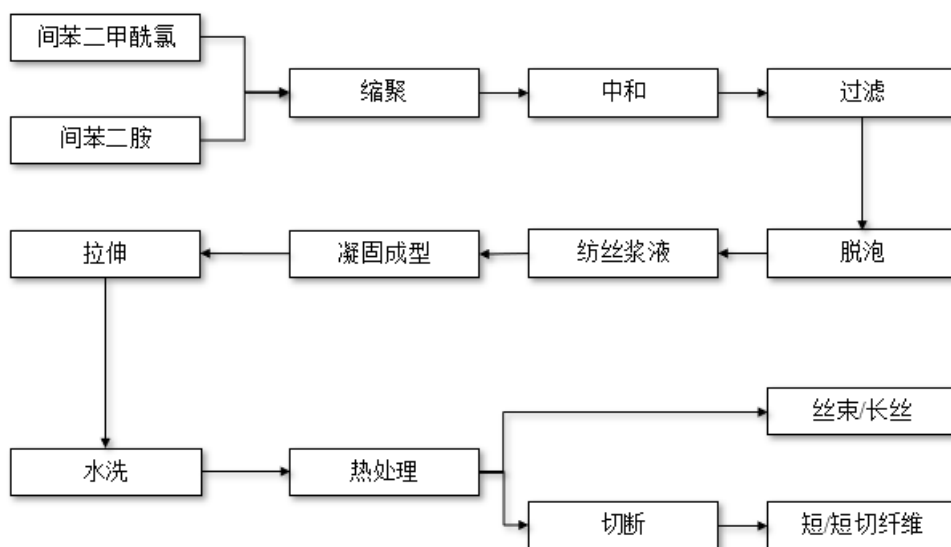 间苯二甲酰氯
间苯二胺
缩聚
中和
过滤
脱泡
纺丝浆液
凝固成型
拉伸
水洗
热处理
丝束/长丝
切断
短/短切纤维